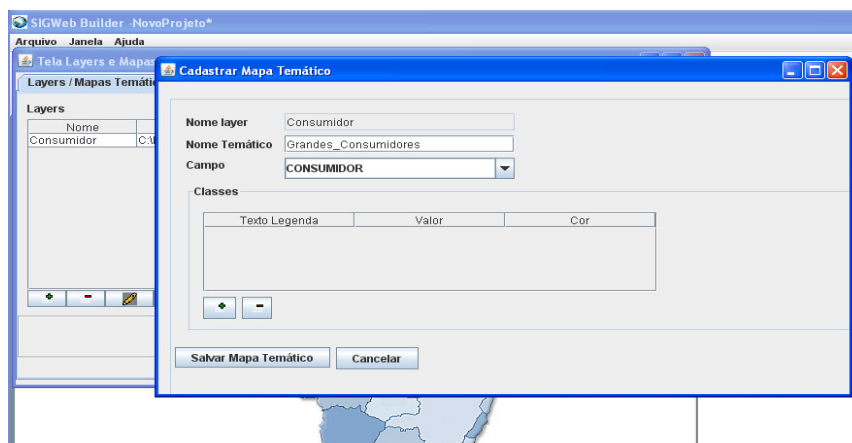 SIGWeb Builder -NovoProjeto*
Arquivo Janela Ajuda
Tela Layers e Mapas
Layers / Mapas Temáti
Layers
Nome
Consumidor C:\
Cadastrar Mapa Temático
Nome layer Consumidor
Nome Temático Grandes_Consumidores
Campo CONSUMIDOR
Classes
Texto Legenda Valor Cor
+ -
+ -
Salvar Mapa Temático Cancelar